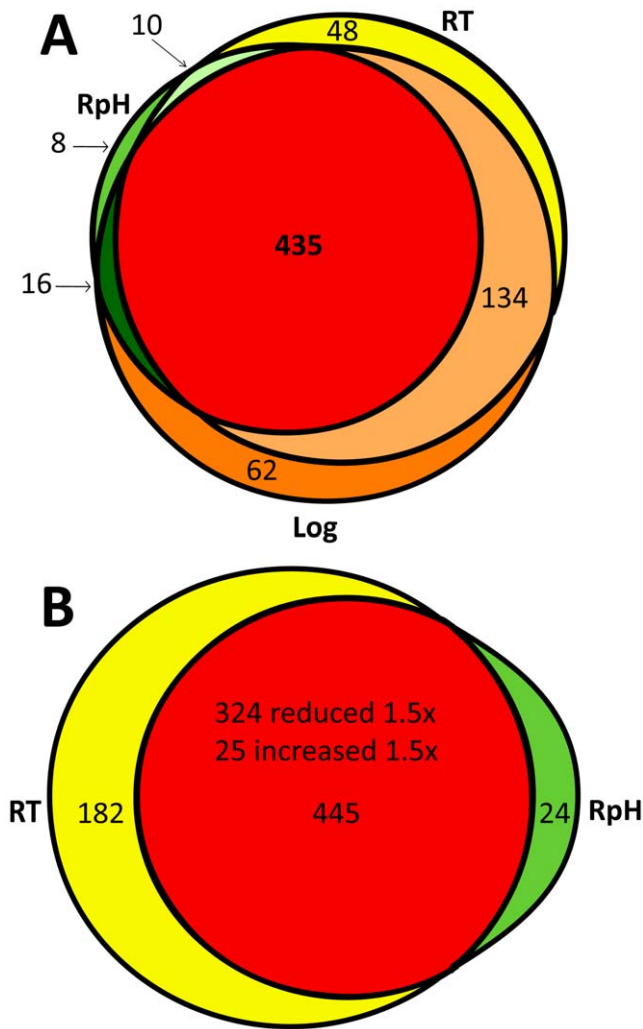 A
10
48
RT
RpH
8
435
16
134
62
Log
B
324 reduced 1.5x
25 increased 1.5x
RT
182
445
24
RpH